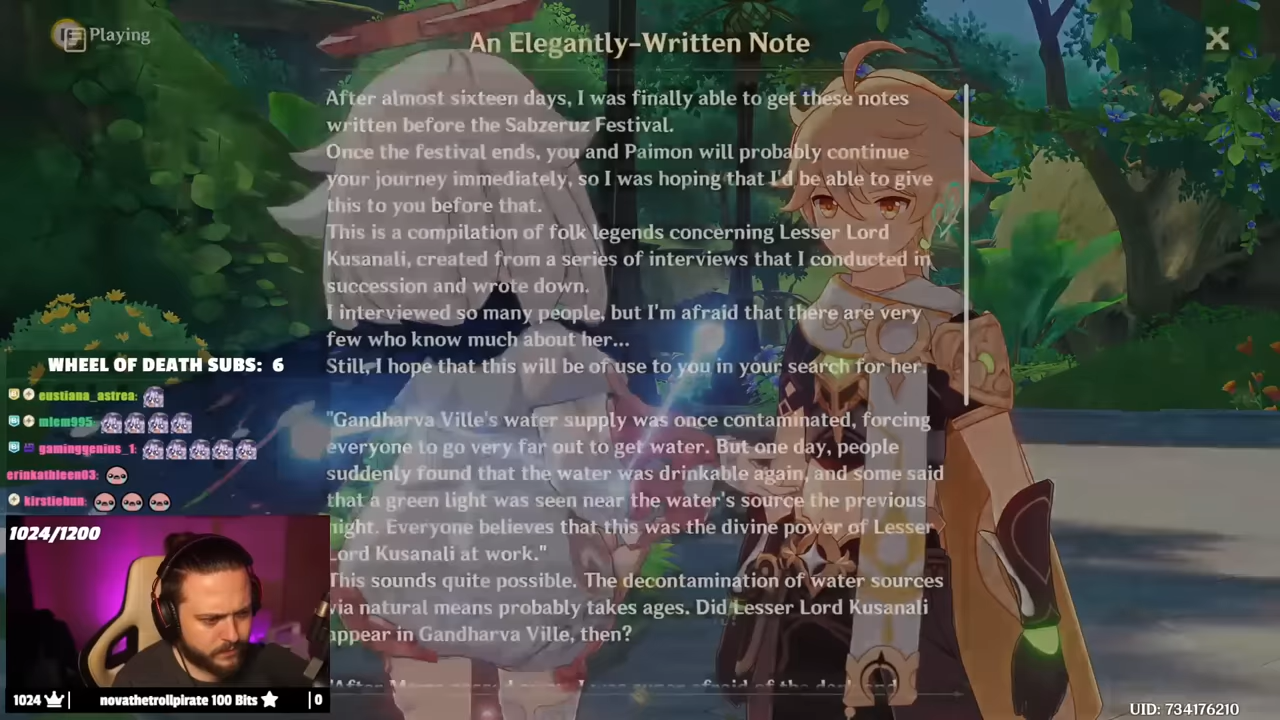 Playing
An Elegantly-Written Note
After almost sixteen days, I was finally able to get these notes
written before the Sabzeruz Festival.
Once the festival ends, you and Paimon will probably continue
your journey immediately, so I was hoping that I'd be able to give
this to you before that.
This is a compilation of folk legends concerning Lesser Lord
Kusanali, created from a series of interviews that I conducted in
succession and wrote down.
I interviewed so many people, but I'm afraid that there are very
few who know much about her...
Still, I hope that this will be of use to you in your search for her.
"Gandharva Ville's water supply was once contaminated, forcing
everyone to go very far out to get water. But one day, people
suddenly found that the water was drinkable again, and some said
that a green light was seen near the water's source the previous
night. Everyone believes that this was the divine power of Lesser
Lord Kusanali at work."
This sounds quite possible. The decontamination of water sources
via natural means probably takes ages. Did Lesser Lord Kusanali
appear in Gandharva Ville, then?
WHEEL OF DEATH SUBS: 6
eustiana_astrea:
mlem995
gaminggenius_1:
erinkathleen03:
kirstiebun:
1024/1200
1024 | novathetrollpirate 100 Bits | 0
UID: 734176210